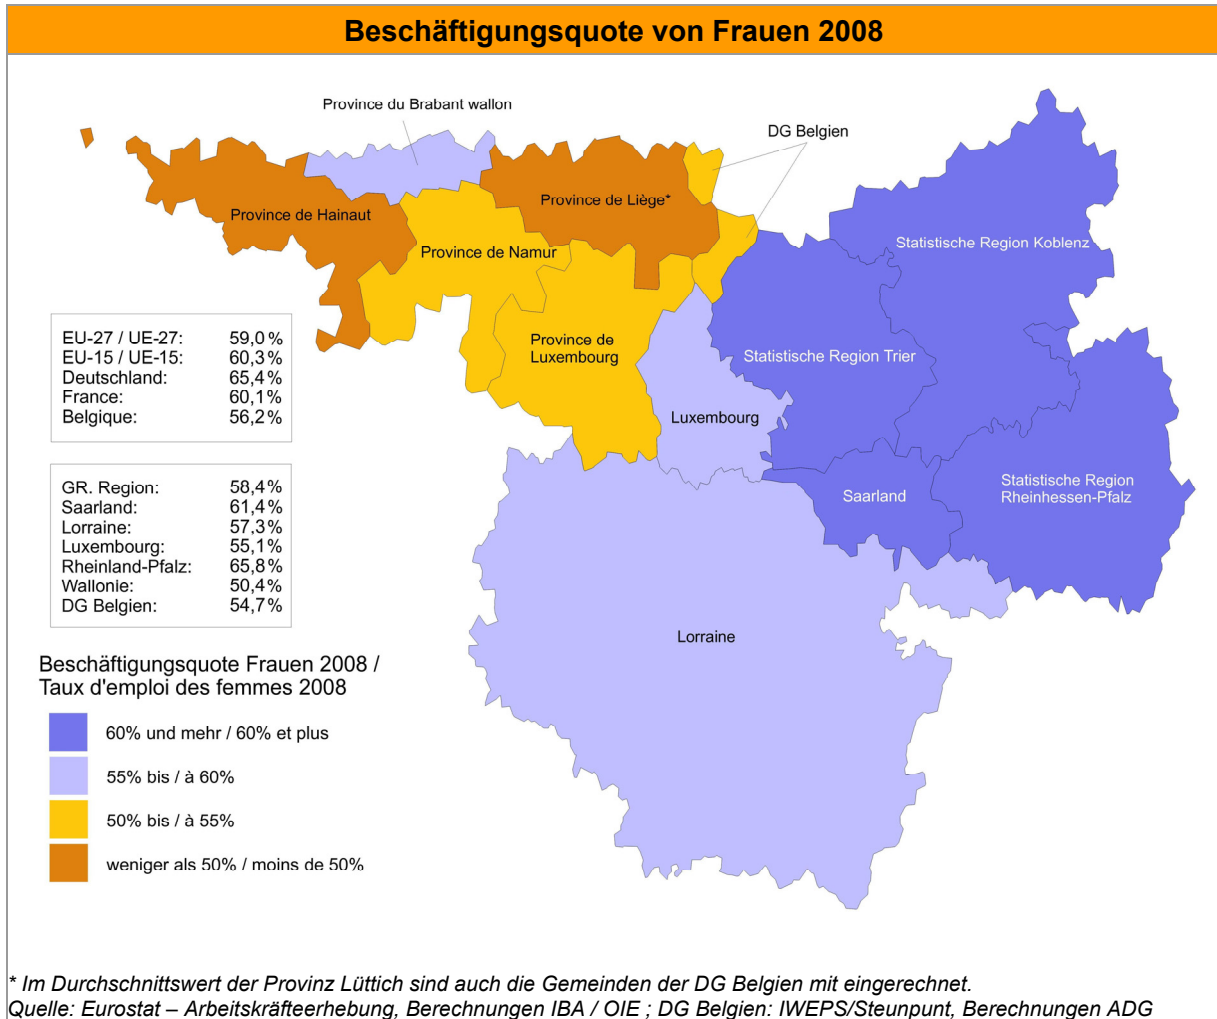 Beschäftigungsquote von Frauen 2008
Province du Brabant wallon
DG Belgien
Province de Hainaut
Province de Liège*
Province de Namur
Statistische Region Koblenz
Province de
Luxembourg
Statistische Region Trier
Luxembourg
Saarland
Statistische Region
Rheinhessen-Pfalz
Lorraine
EU-27 / UE-27: 59,0%
EU-15 / UE-15: 60,3%
Deutschland: 65,4%
France: 60,1%
Belgique: 56,2%
GR. Region: 58,4%
Saarland: 61,4%
Lorraine: 57,3%
Luxembourg: 55,1%
Rheinland-Pfalz: 65,8%
Wallonie: 50,4%
DG Belgien: 54,7%
Beschäftigungsquote Frauen 2008 /
Taux d'emploi des femmes 2008
60% und mehr / 60% et plus
55% bis / à 60%
50% bis / à 55%
weniger als 50% / moins de 50%
* Im Durchschnittswert der Provinz Lüttich sind auch die Gemeinden der DG Belgien mit eingerechnet.
Quelle: Eurostat – Arbeitskräfteerhebung, Berechnungen IBA / OIE ; DG Belgien: IWEPS/Steunpunt, Berechnungen ADG